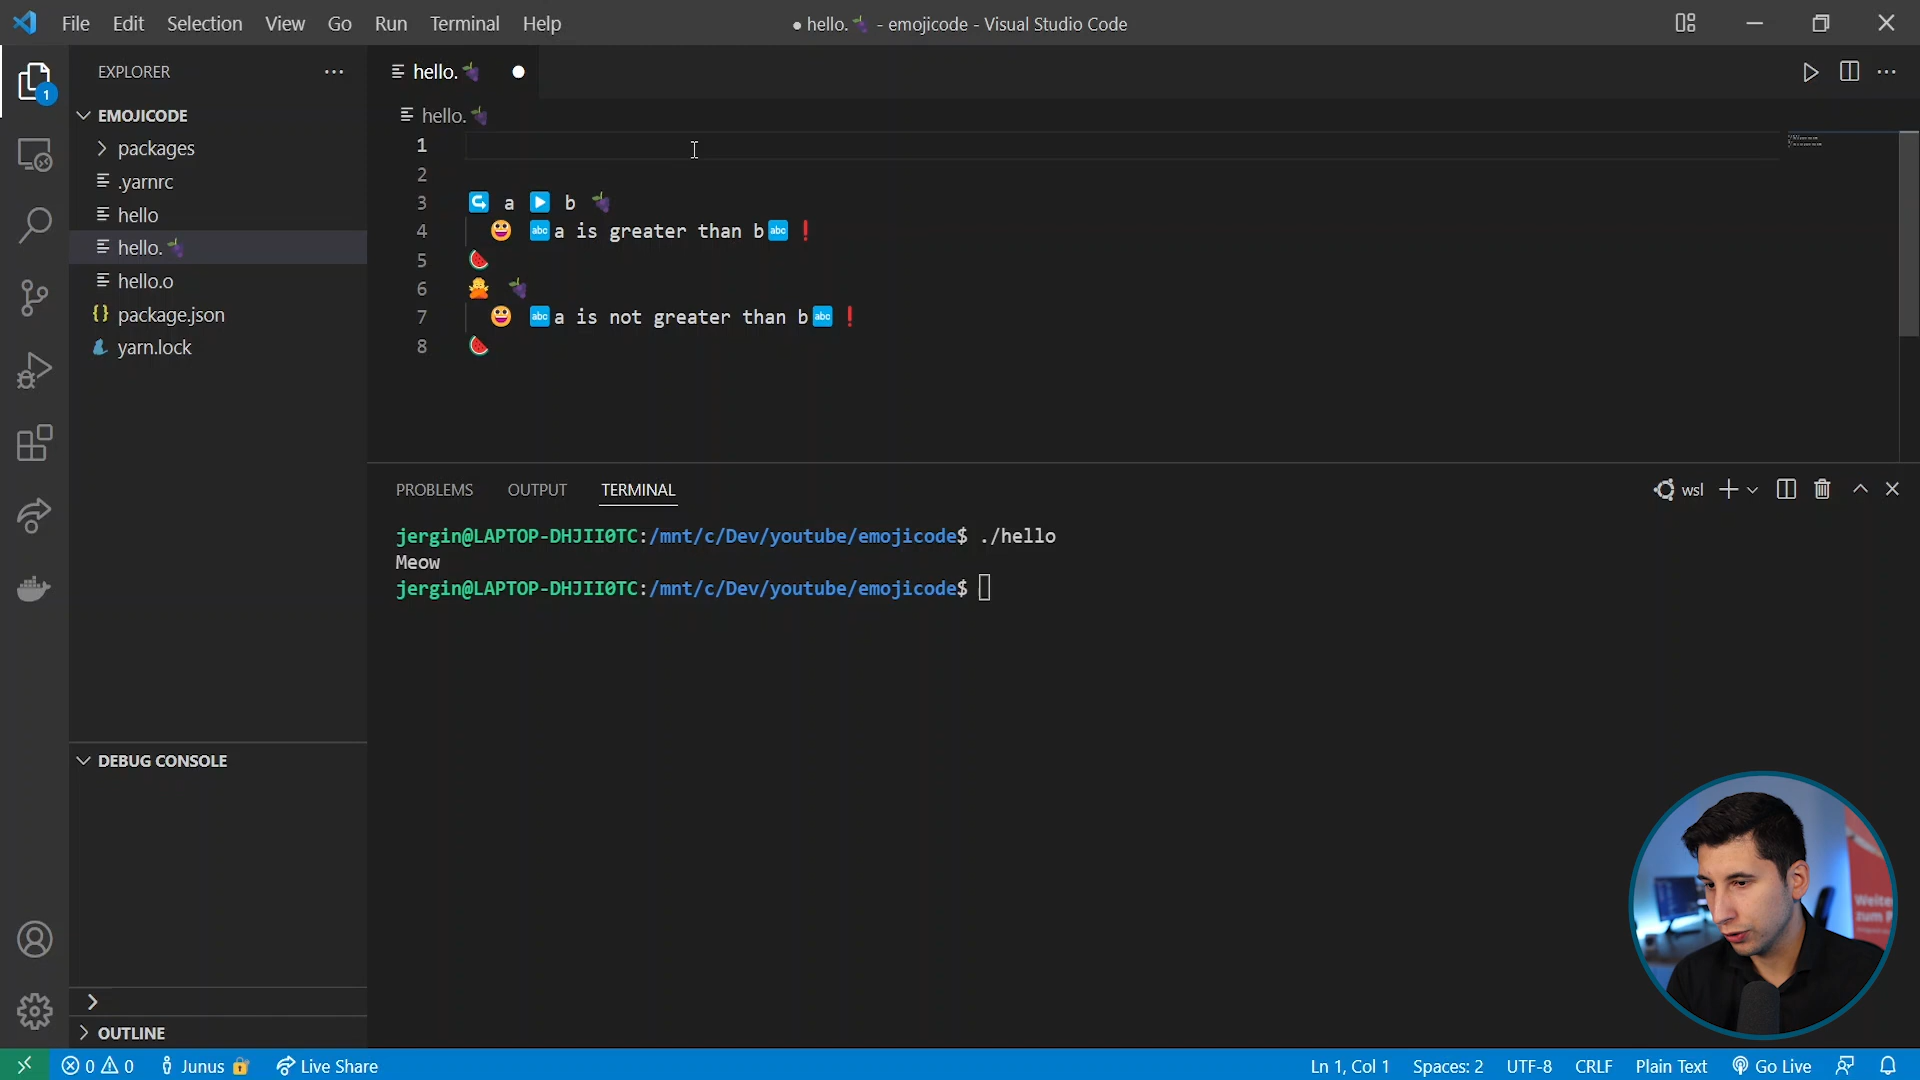 File Edit Selection View Go Run Terminal Help
● hello.🍇 - emojicode - Visual Studio Code
EXPLORER
hello.🍇
1
EMOJICODE
hello.🍇
packages
.yarnrc
hello
hello.🍇
hello.o
package.json
yarn.lock
1
2
3 ↪️ a ▶️ b 🍇
4 😀 🔤a is greater than b🔤❗
5 🍉
6 🙅 🍇
7 😀 🔤a is not greater than b🔤❗
8 🍉
PROBLEMS OUTPUT TERMINAL
wsl
jergin@LAPTOP-DHJII0TC:/mnt/c/Dev/youtube/emojicode$ ./hello
Meow
jergin@LAPTOP-DHJII0TC:/mnt/c/Dev/youtube/emojicode$
DEBUG CONSOLE
OUTLINE
0 0 Junus 🔒 Live Share
Ln 1, Col 1 Spaces: 2 UTF-8 CRLF Plain Text Go Live